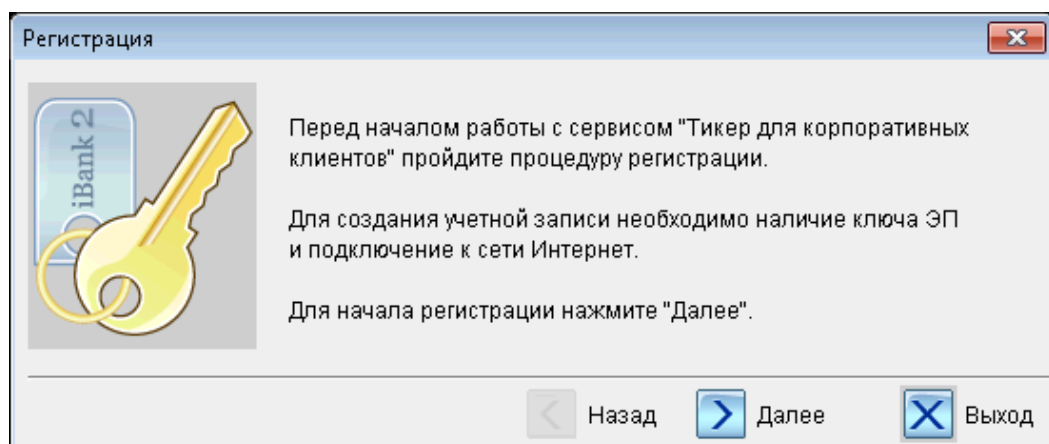 Регистрация
iBank 2
Перед началом работы с сервисом "Тикер для корпоративных
клиентов" пройдите процедуру регистрации.
Для создания учетной записи необходимо наличие ключа ЭП
и подключение к сети Интернет.
Для начала регистрации нажмите "Далее".
Назад Далее Выход